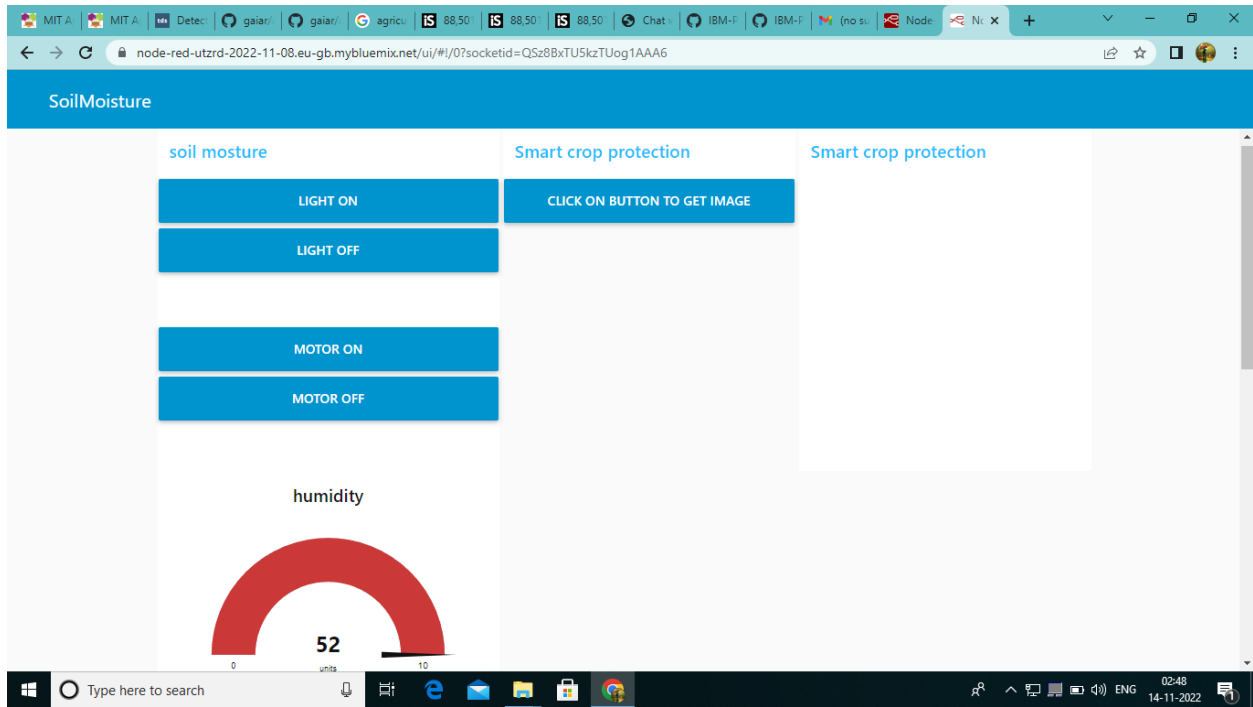 MIT A
MIT A
Detec
gaiar/
gaiar/
agricu
88,50
88,50
88,50
Chat
IBM-F
IBM-F
(no su
Node
No
node-red-utzrd-2022-11-08.eu-gb.mybluemix.net/ui/#!/0?socketid=QSz8BxTU5kzTUog1AAA6
SoilMoisture
soil mosture
LIGHT ON
LIGHT OFF
MOTOR ON
MOTOR OFF
humidity
52
units
0
10
Smart crop protection
CLICK ON BUTTON TO GET IMAGE
Smart crop protection
Type here to search
ENG
02:48
14-11-2022
1